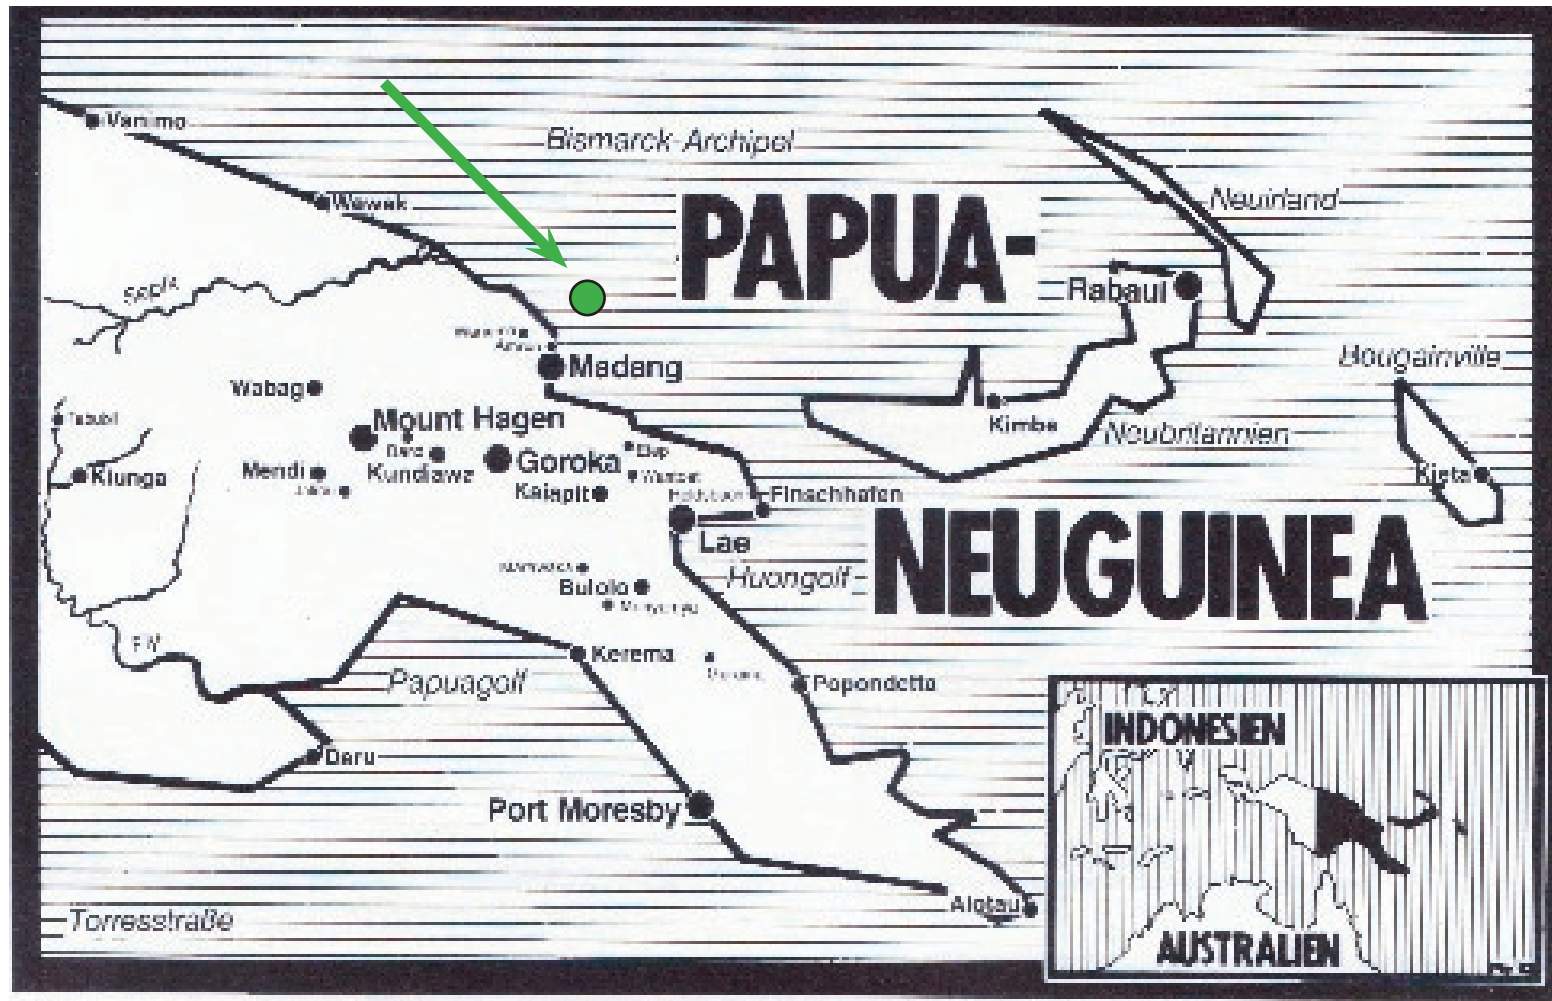 Vanimo
Bismarck-Archipel
Wewak
PAPUA-
Neuirland
Sepik
Rabaul
Bougainville
Madang
Wabag
Mount Hagen
Kimbe
Neubritannien
Kiunga
Mendi
Kundiawa
Goroka
Kaiapit
Kieta
Finschhafen
Lae
NEUGUINEA
Huongolf
Bulolo
Fly
Kerema
Papuagolf
Popondetta
Daru
INDONESIEN
Port Moresby
Alotau
Torresstraße
AUSTRALIEN